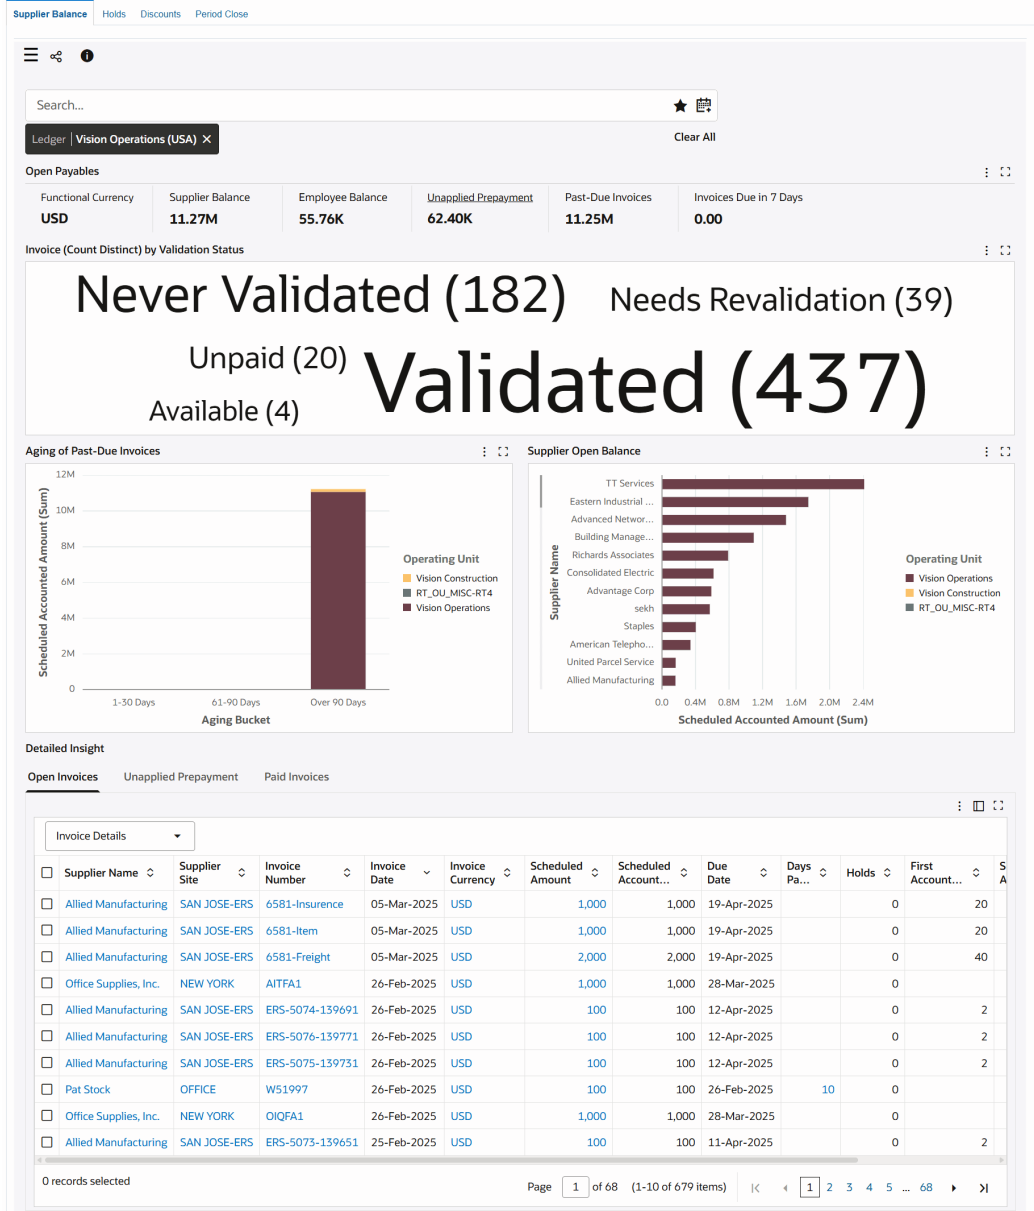 Supplier Balance Holds Discounts Period Close
Search...
Ledger Vision Operations (USA)
Clear All
Open Payables
Functional Currency Supplier Balance Employee Balance Unapplied Prepayment Past-Due Invoices Invoices Due in 7 Days
USD 11.27M 55.76K 62.40K 11.25M 0.00
Invoice (Count Distinct) by Validation Status
Never Validated (182) Needs Revalidation (39)
Unpaid (20) Validated (437)
Available (4)
Aging of Past-Due Invoices
Scheduled Accounted Amount (Sum)
12M
10M
8M
6M
4M
2M
0
1-30 Days 61-90 Days Over 90 Days
Aging Bucket
Operating Unit
Vision Construction
RT_OU_MISC-RT4
Vision Operations
Supplier Open Balance
Supplier Name
TT Services
Eastern Industrial ...
Advanced Networ...
Building Manage...
Richards Associates
Consolidated Electric
Advantage Corp
sekh
Staples
American Telepho...
United Parcel Service
Allied Manufacturing
0.0 0.4M 0.8M 1.2M 1.6M 2.0M 2.4M
Scheduled Accounted Amount (Sum)
Operating Unit
Vision Operations
Vision Construction
RT_OU_MISC-RT4
Detailed Insight
Open Invoices Unapplied Prepayment Paid Invoices
Invoice Details
Supplier Name Supplier Site Invoice Number Invoice Date Invoice Currency Scheduled Amount Scheduled Account... Due Date Days Pa... Holds First Account... S A
Allied Manufacturing SAN JOSE-ERS 6581-Insurence 05-Mar-2025 USD 1,000 1,000 19-Apr-2025 0 20
Allied Manufacturing SAN JOSE-ERS 6581-Item 05-Mar-2025 USD 1,000 1,000 19-Apr-2025 0 20
Allied Manufacturing SAN JOSE-ERS 6581-Freight 05-Mar-2025 USD 2,000 2,000 19-Apr-2025 0 40
Office Supplies, Inc. NEW YORK AITFA1 26-Feb-2025 USD 1,000 1,000 28-Mar-2025 0
Allied Manufacturing SAN JOSE-ERS ERS-5074-139691 26-Feb-2025 USD 100 100 12-Apr-2025 0 2
Allied Manufacturing SAN JOSE-ERS ERS-5076-139771 26-Feb-2025 USD 100 100 12-Apr-2025 0 2
Allied Manufacturing SAN JOSE-ERS ERS-5075-139731 26-Feb-2025 USD 100 100 12-Apr-2025 0 2
Pat Stock OFFICE W51997 26-Feb-2025 USD 100 100 26-Feb-2025 10 0
Office Supplies, Inc. NEW YORK OIQFA1 26-Feb-2025 USD 1,000 1,000 28-Mar-2025 0
Allied Manufacturing SAN JOSE-ERS ERS-5073-139651 25-Feb-2025 USD 100 100 11-Apr-2025 0 2
0 records selected
Page 1 of 68 (1-10 of 679 items) 1 2 3 4 5 ... 68